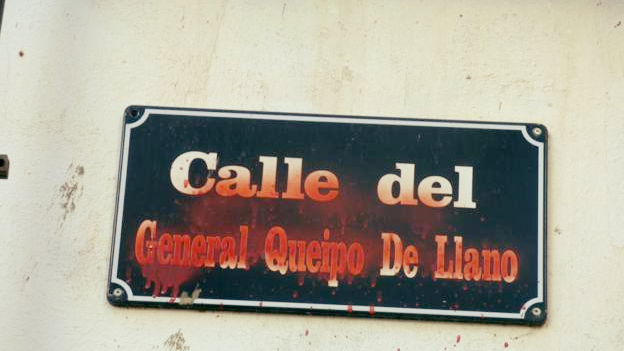 Calle del
General Queipo De Llano